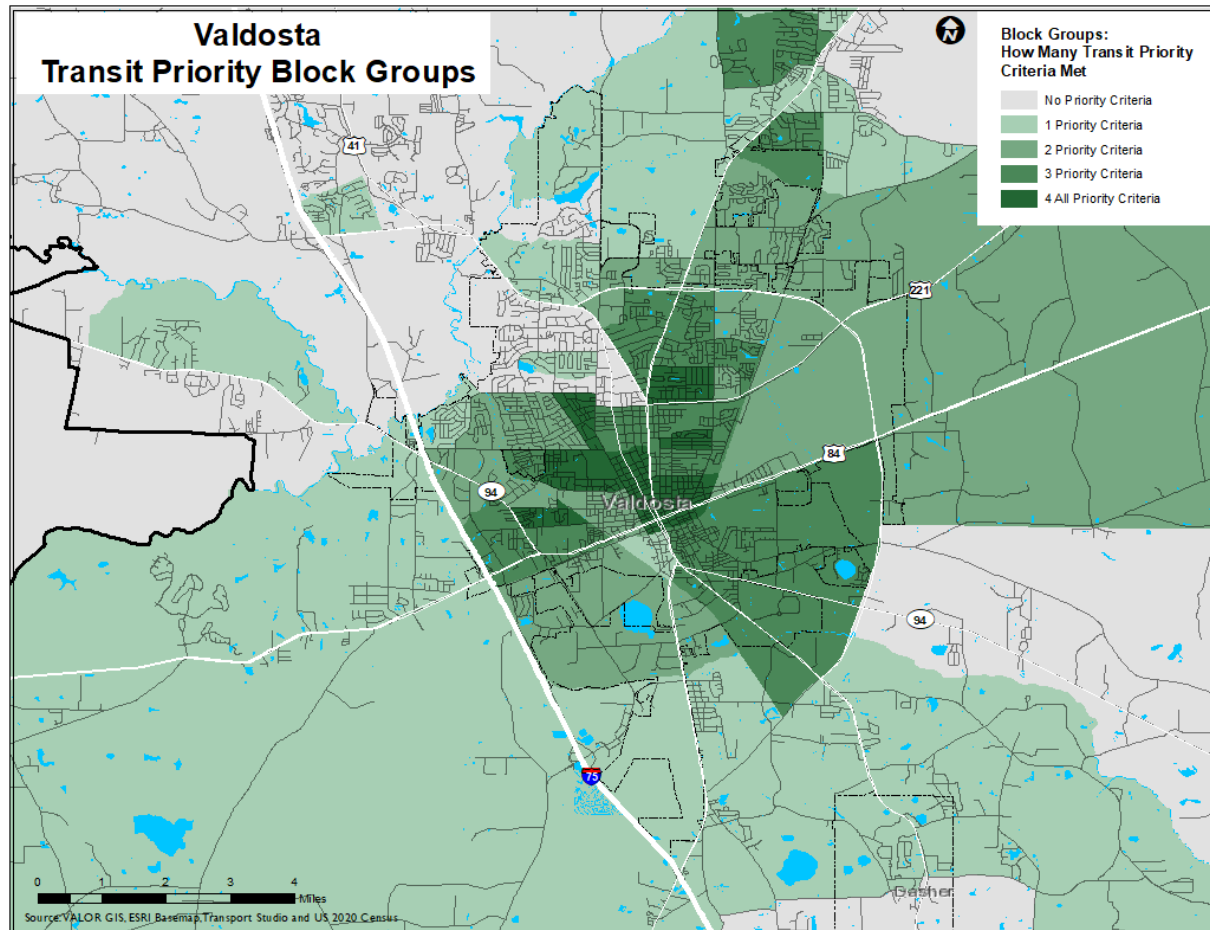 Valdosta
Transit Priority Block Groups
N
Block Groups:
How Many Transit Priority
Criteria Met
No Priority Criteria
1 Priority Criteria
2 Priority Criteria
3 Priority Criteria
4 All Priority Criteria
41
221
84
94
Valdosta
94
75
Dasher
0 1 2 3 4
Miles
Source: VALOR GIS, ESRI Basemap, Transport Studio and US 2020 Census